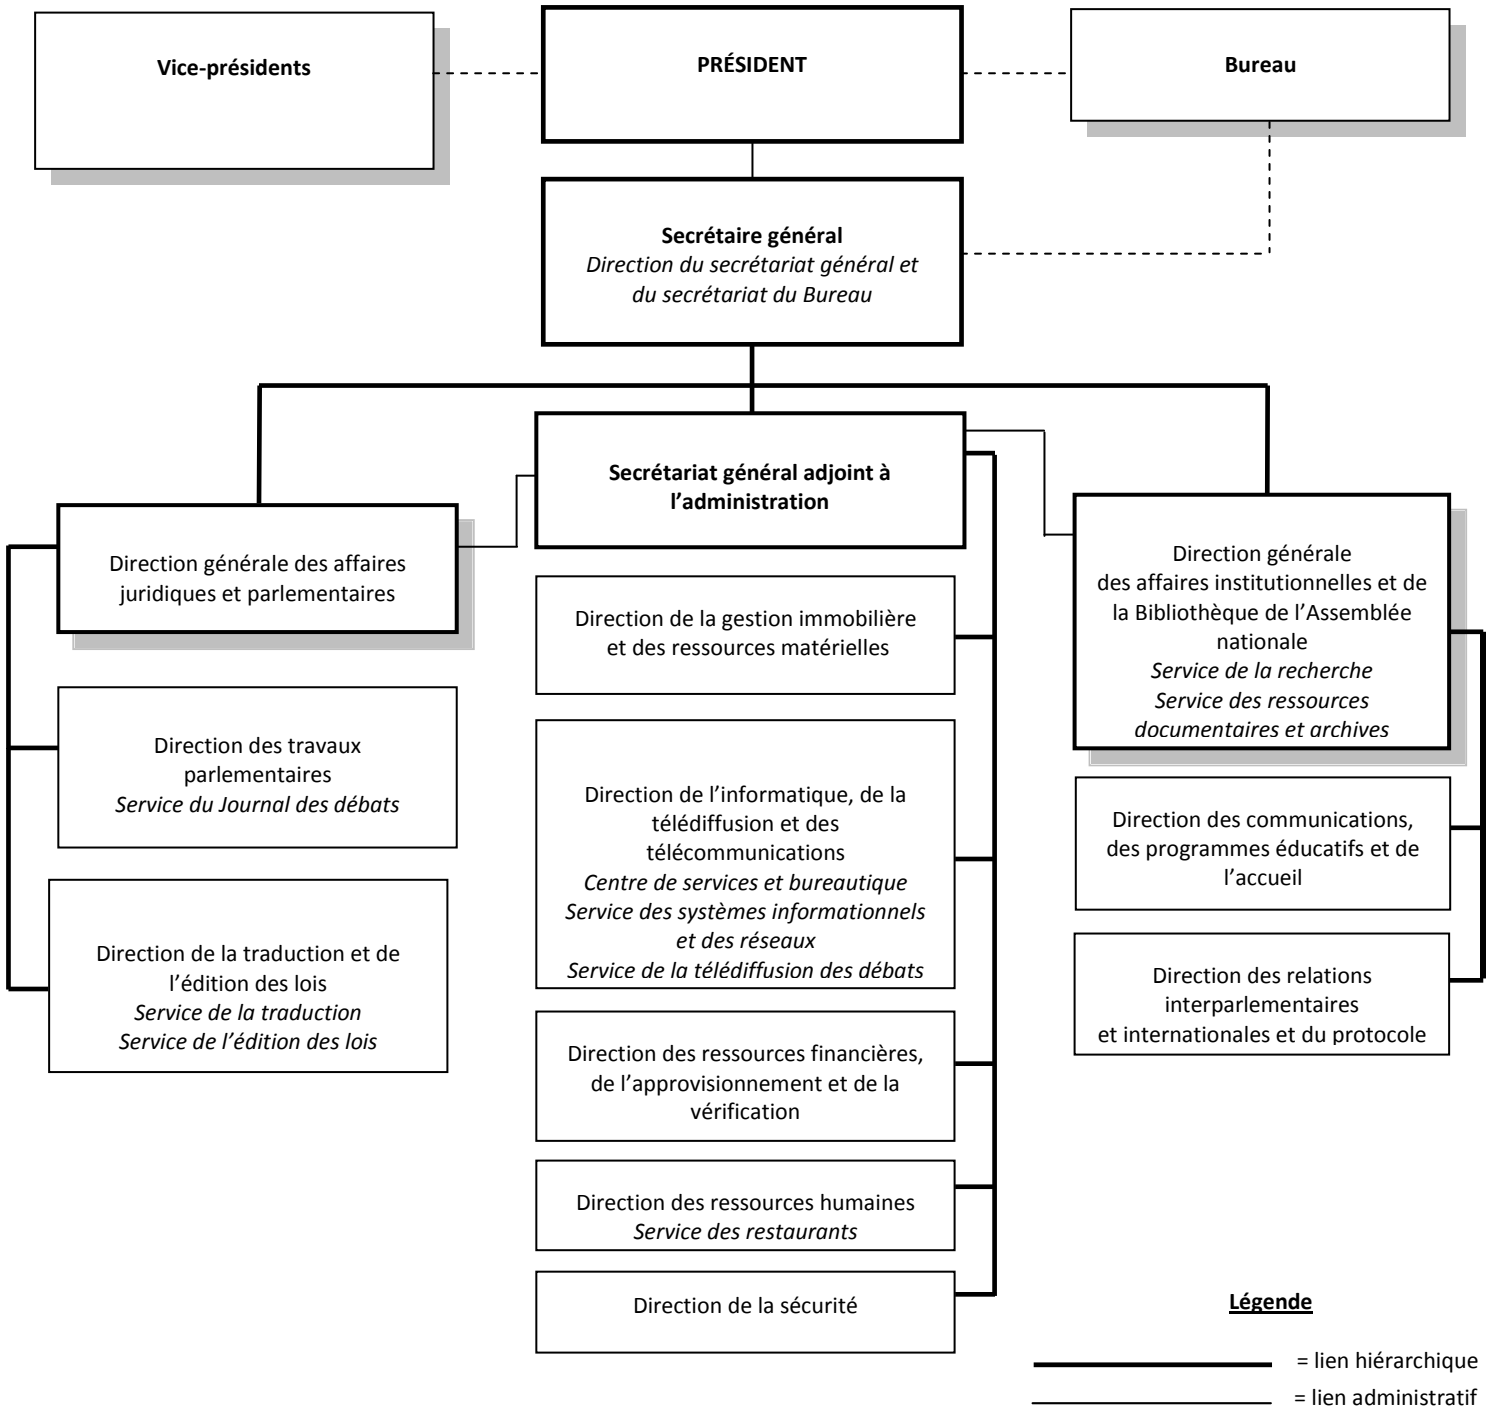 Vice-présidents
PRÉSIDENT
Bureau
Secrétaire général
Direction du secrétariat général et
du secrétariat du Bureau
Secrétariat général adjoint à
l’administration
Direction générale des affaires
juridiques et parlementaires
Direction des travaux
parlementaires
Service du Journal des débats
Direction de la traduction et de
l’édition des lois
Service de la traduction
Service de l’édition des lois
Direction de la gestion immobilière
et des ressources matérielles
Direction de l’informatique, de la
télédiffusion et des
télécommunications
Centre de services et bureautique
Service des systèmes informationnels
et des réseaux
Service de la télédiffusion des débats
Direction des ressources financières,
de l’approvisionnement et de la
vérification
Direction des ressources humaines
Service des restaurants
Direction de la sécurité
Direction générale
des affaires institutionnelles et de
la Bibliothèque de l’Assemblée
nationale
Service de la recherche
Service des ressources
documentaires et archives
Direction des communications,
des programmes éducatifs et de
l’accueil
Direction des relations
interparlementaires
et internationales et du protocole
Légende
= lien hiérarchique
= lien administratif